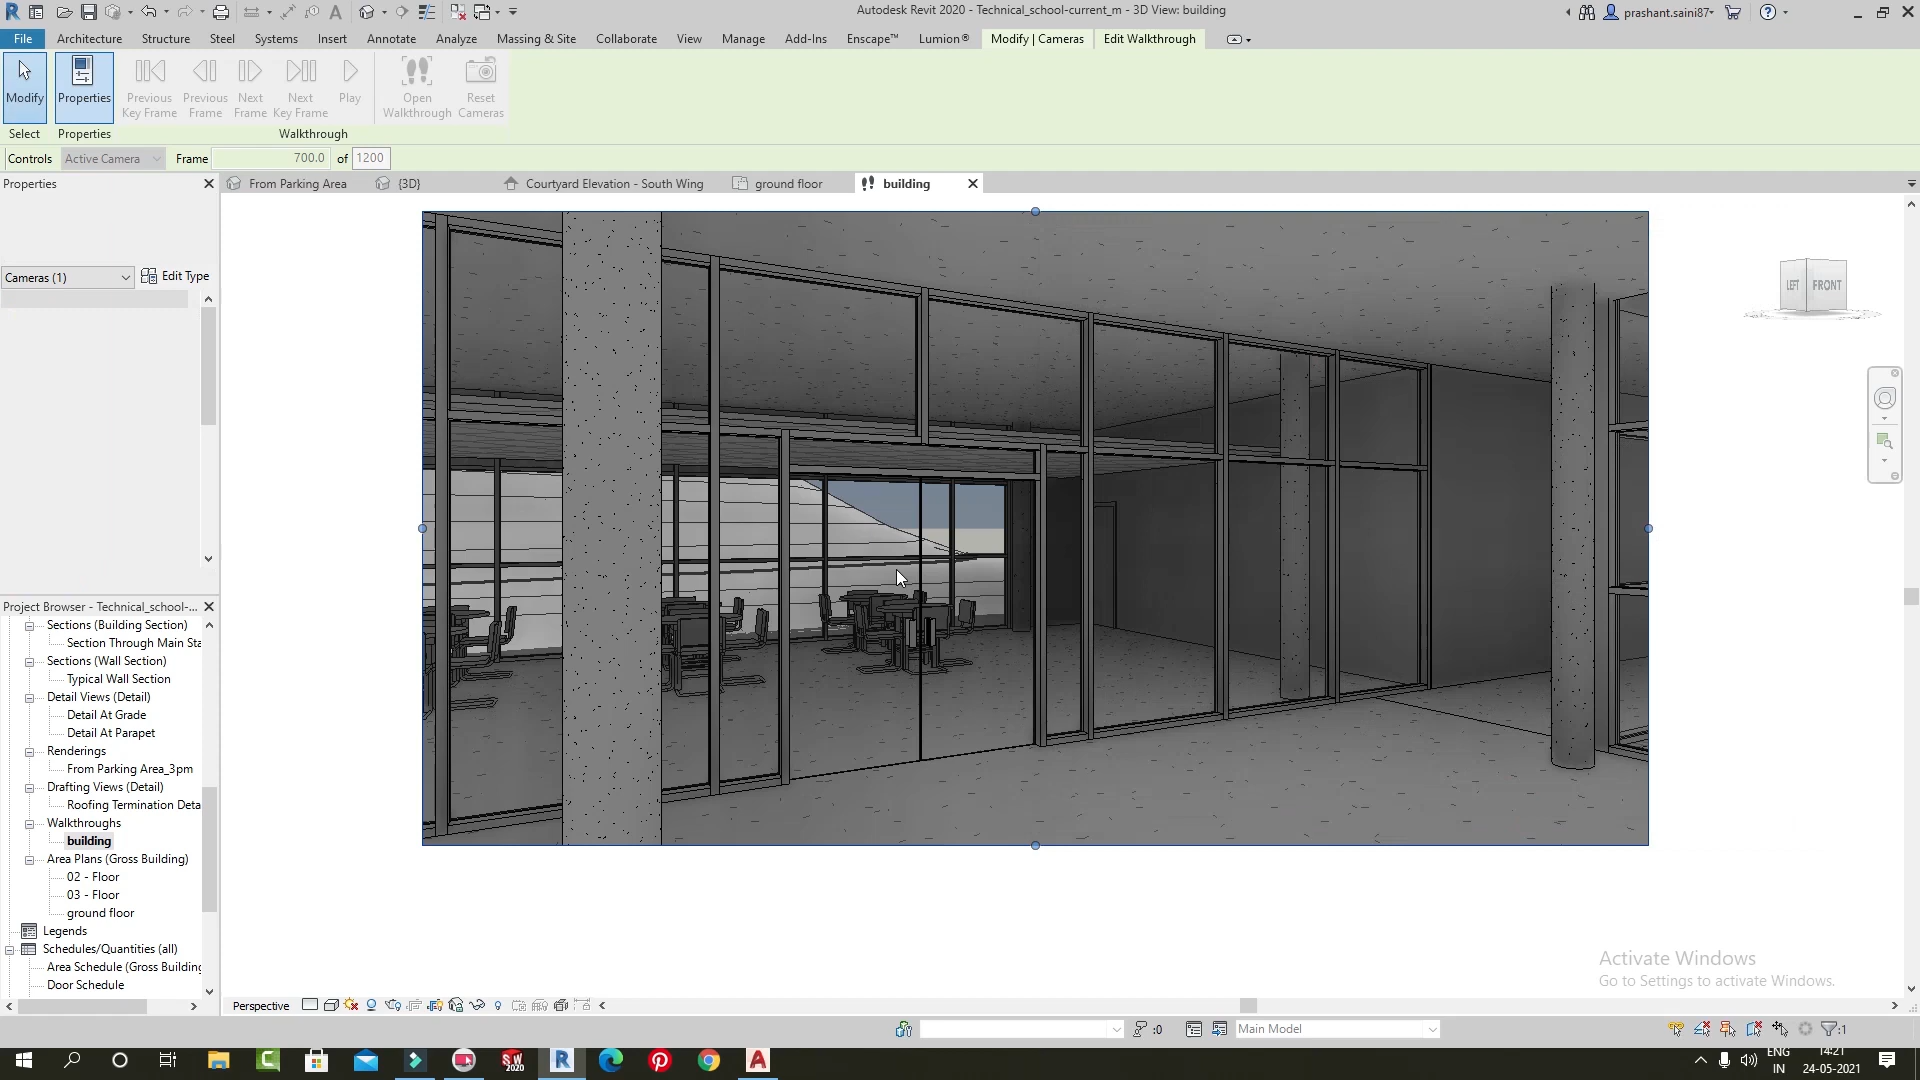 Autodesk Revit 2020 - Technical_school-current_m - 3D View: building
prashant.saini87
File
Architecture
Structure
Steel
Systems
Insert
Annotate
Analyze
Massing & Site
Collaborate
View
Manage
Add-Ins
Enscape™
Lumion®
Modify | Cameras
Edit Walkthrough
Modify
Properties
Previous Key Frame
Previous Frame
Next Frame
Next Key Frame
Play
Open Walkthrough
Reset Cameras
Select
Properties
Walkthrough
Controls
Active Camera
Frame
700.0
of
1200
Properties
From Parking Area
{3D}
Courtyard Elevation - South Wing
ground floor
building
Cameras (1)
Edit Type
LEFT
FRONT
Project Browser - Technical_school-...
Sections (Building Section)
Section Through Main Sta
Sections (Wall Section)
Typical Wall Section
Detail Views (Detail)
Detail At Grade
Detail At Parapet
Renderings
From Parking Area_3pm
Drafting Views (Detail)
Roofing Termination Deta
Walkthroughs
building
Area Plans (Gross Building)
02 - Floor
03 - Floor
ground floor
Legends
Schedules/Quantities (all)
Area Schedule (Gross Building
Door Schedule
Activate Windows
Go to Settings to activate Windows.
Perspective
:0
Main Model
:1
ENG
IN
14:21
24-05-2021